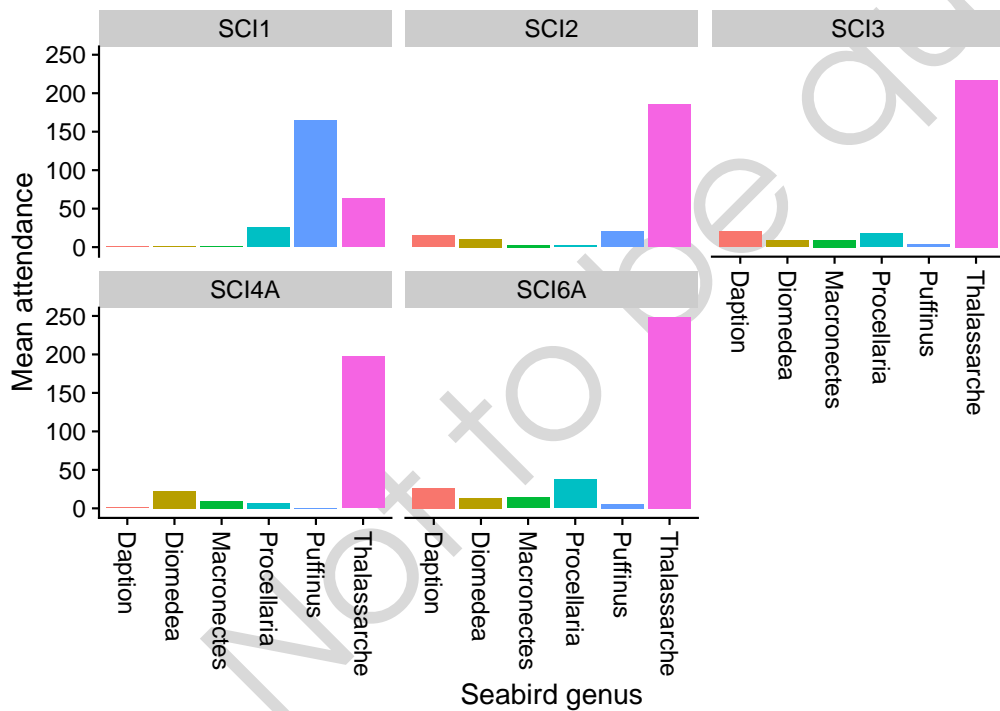 SCI1
SCI2
SCI3
250
200
150
100
50
0
Mean attendance
SCI4A
SCI6A
250
200
150
100
50
0
Daption
Diomedea
Macronectes
Procellaria
Puffinus
Thalassarche
Daption
Diomedea
Macronectes
Procellaria
Puffinus
Thalassarche
Daption
Diomedea
Macronectes
Procellaria
Puffinus
Thalassarche
Seabird genus
Not to be